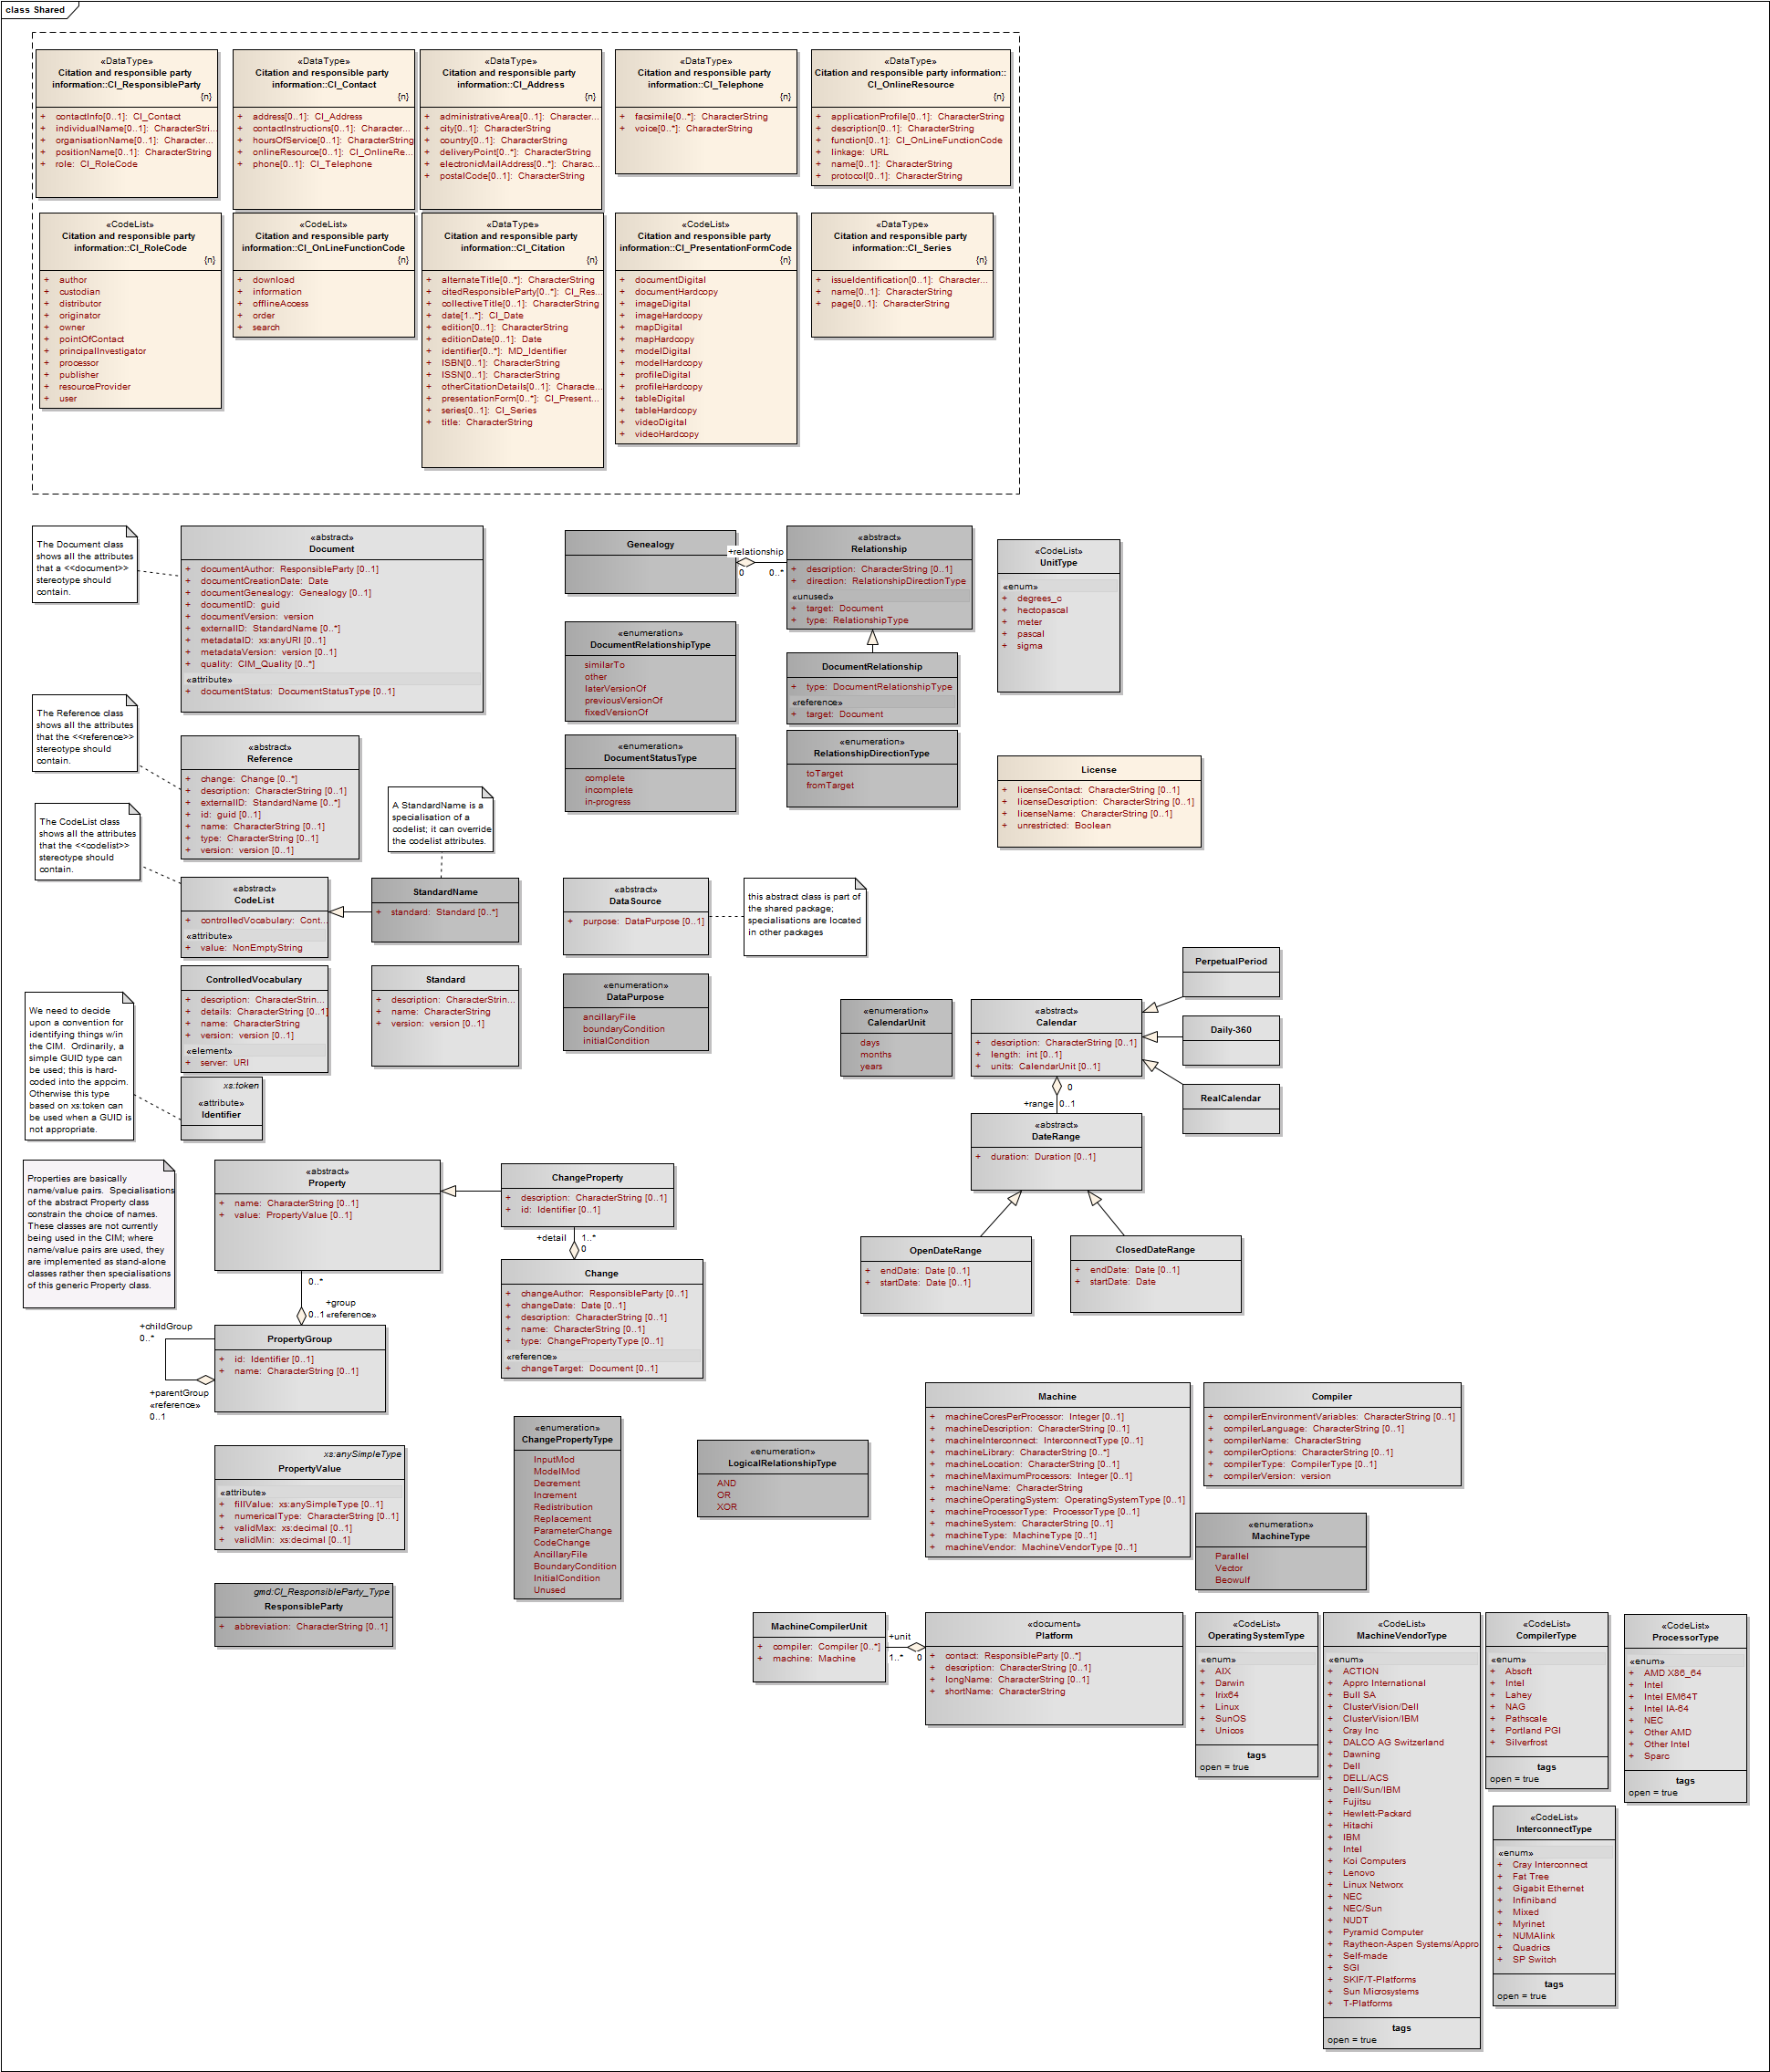 class Shared
«DataType»
Citation and responsible party
information::CI_ResponsibleParty
{n}
+ contactInfo[0..1]: CI_Contact
+ individualName[0..1]: CharacterStri...
+ organisationName[0..1]: Character...
+ positionName[0..1]: CharacterString
+ role: CI_RoleCode
«DataType»
Citation and responsible party
information::CI_Contact
{n}
+ address[0..1]: CI_Address
+ contactInstructions[0..1]: Character...
+ hoursOfService[0..1]: CharacterString
+ onlineResource[0..1]: CI_OnlineRe...
+ phone[0..1]: CI_Telephone
«DataType»
Citation and responsible party
information::CI_Address
{n}
+ administrativeArea[0..1]: Character...
+ city[0..1]: CharacterString
+ country[0..1]: CharacterString
+ deliveryPoint[0..*]: CharacterString
+ electronicMailAddress[0..*]: Charac...
+ postalCode[0..1]: CharacterString
«DataType»
Citation and responsible party
information::CI_Telephone
{n}
+ facsimile[0..*]: CharacterString
+ voice[0..*]: CharacterString
«DataType»
Citation and responsible party information::
CI_OnlineResource
{n}
+ applicationProfile[0..1]: CharacterString
+ description[0..1]: CharacterString
+ function[0..1]: CI_OnLineFunctionCode
+ linkage: URL
+ name[0..1]: CharacterString
+ protocol[0..1]: CharacterString
«CodeList»
Citation and responsible party
information::CI_RoleCode
{n}
+ author
+ custodian
+ distributor
+ originator
+ owner
+ pointOfContact
+ principalInvestigator
+ processor
+ publisher
+ resourceProvider
+ user
«CodeList»
Citation and responsible party
information::CI_OnLineFunctionCode
{n}
+ download
+ information
+ offlineAccess
+ order
+ search
«DataType»
Citation and responsible party
information::CI_Citation
{n}
+ alternateTitle[0..*]: CharacterString
+ citedResponsibleParty[0..*]: CI_Res...
+ collectiveTitle[0..1]: CharacterString
+ date[1..*]: CI_Date
+ edition[0..1]: CharacterString
+ editionDate[0..1]: Date
+ identifier[0..*]: MD_Identifier
+ ISBN[0..1]: CharacterString
+ ISSN[0..1]: CharacterString
+ otherCitationDetails[0..1]: Characte...
+ presentationForm[0..*]: CI_Present...
+ series[0..1]: CI_Series
+ title: CharacterString
«CodeList»
Citation and responsible party
information::CI_PresentationFormCode
{n}
+ documentDigital
+ documentHardcopy
+ imageDigital
+ imageHardcopy
+ mapDigital
+ mapHardcopy
+ modelDigital
+ modelHardcopy
+ profileDigital
+ profileHardcopy
+ tableDigital
+ tableHardcopy
+ videoDigital
+ videoHardcopy
«DataType»
Citation and responsible party
information::CI_Series
{n}
+ issueIdentification[0..1]: Character...
+ name[0..1]: CharacterString
+ page[0..1]: CharacterString
The Document class
shows all the attributes
that a <<document>>
stereotype should
contain.
«abstract»
Document
+ documentAuthor: ResponsibleParty [0..1]
+ documentCreationDate: Date
+ documentGenealogy: Genealogy [0..1]
+ documentID: guid
+ documentVersion: version
+ externalID: StandardName [0..*]
+ metadataID: xs:anyURI [0..1]
+ metadataVersion: version [0..1]
+ quality: CIM_Quality [0..*]
«attribute»
+ documentStatus: DocumentStatusType [0..1]
Genealogy
+relationship
0 0..*
«abstract»
Relationship
+ description: CharacterString [0..1]
+ direction: RelationshipDirectionType
«unused»
+ target: Document
+ type: RelationshipType
«CodeList»
UnitType
«enum»
+ degrees_c
+ hectopascal
+ meter
+ pascal
+ sigma
«enumeration»
DocumentRelationshipType
similarTo
other
laterVersionOf
previousVersionOf
fixedVersionOf
DocumentRelationship
+ type: DocumentRelationshipType
«reference»
+ target: Document
The Reference class
shows all the attributes
that the <<reference>>
stereotype should
contain.
«abstract»
Reference
+ change: Change [0..*]
+ description: CharacterString [0..1]
+ externalID: StandardName [0..*]
+ id: guid [0..1]
+ name: CharacterString [0..1]
+ type: CharacterString [0..1]
+ version: version [0..1]
«enumeration»
DocumentStatusType
complete
incomplete
in-progress
«enumeration»
RelationshipDirectionType
toTarget
fromTarget
License
+ licenseContact: CharacterString [0..1]
+ licenseDescription: CharacterString [0..1]
+ licenseName: CharacterString [0..1]
+ unrestricted: Boolean
The CodeList class
shows all the attributes
that the <<codelist>>
stereotype should
contain.
A StandardName is a
specialisation of a
codelist; it can override
the codelist attributes.
«abstract»
CodeList
+ controlledVocabulary: Cont...
«attribute»
+ value: NonEmptyString
StandardName
+ standard: Standard [0..*]
«abstract»
DataSource
+ purpose: DataPurpose [0..1]
this abstract class is part of
the shared package;
specialisations are located
in other packages
ControlledVocabulary
+ description: CharacterStrin...
+ details: CharacterString [0..1]
+ name: CharacterString
+ version: version [0..1]
«element»
+ server: URI
Standard
+ description: CharacterStrin...
+ name: CharacterString
+ version: version [0..1]
«enumeration»
DataPurpose
ancillaryFile
boundaryCondition
initialCondition
We need to decide
upon a convention for
identifying things w/in
the CIM. Ordinarily, a
simple GUID type can
be used; this is hard-
coded into the appcim.
Otherwise this type
based on xs:token can
be used when a GUID is
not appropriate.
xs:token
«attribute»
Identifier
«enumeration»
CalendarUnit
days
months
years
«abstract»
Calendar
+ description: CharacterString [0..1]
+ length: int [0..1]
+ units: CalendarUnit [0..1]
PerpetualPeriod
Daily-360
RealCalendar
0
+range 0..1
«abstract»
DateRange
+ duration: Duration [0..1]
OpenDateRange
+ endDate: Date [0..1]
+ startDate: Date [0..1]
ClosedDateRange
+ endDate: Date [0..1]
+ startDate: Date
Properties are basically
name/value pairs. Specialisations
of the abstract Property class
constrain the choice of names.
These classes are not currently
being used in the CIM; where
name/value pairs are used, they
are implemented as stand-alone
classes rather then specialisations
of this generic Property class.
«abstract»
Property
+ name: CharacterString [0..1]
+ value: PropertyValue [0..1]
ChangeProperty
+ description: CharacterString [0..1]
+ id: Identifier [0..1]
+detail 1..*
0
Change
+ changeAuthor: ResponsibleParty [0..1]
+ changeDate: Date [0..1]
+ description: CharacterString [0..1]
+ name: CharacterString [0..1]
+ type: ChangePropertyType [0..1]
«reference»
+ changeTarget: Document [0..1]
0..*
+group
0..1 «reference»
+childGroup
0..*
PropertyGroup
+ id: Identifier [0..1]
+ name: CharacterString [0..1]
+parentGroup
«reference»
0..1
xs:anySimpleType
PropertyValue
«attribute»
+ fillValue: xs:anySimpleType [0..1]
+ numericalType: CharacterString [0..1]
+ validMax: xs:decimal [0..1]
+ validMin: xs:decimal [0..1]
gmd:CI_ResponsibleParty_Type
ResponsibleParty
+ abbreviation: CharacterString [0..1]
«enumeration»
ChangePropertyType
InputMod
ModelMod
Decrement
Increment
Redistribution
Replacement
ParameterChange
CodeChange
AncillaryFile
BoundaryCondition
InitialCondition
Unused
«enumeration»
LogicalRelationshipType
AND
OR
XOR
Machine
+ machineCoresPerProcessor: Integer [0..1]
+ machineDescription: CharacterString [0..1]
+ machineInterconnect: InterconnectType [0..1]
+ machineLibrary: CharacterString [0..*]
+ machineLocation: CharacterString [0..1]
+ machineMaximumProcessors: Integer [0..1]
+ machineName: CharacterString
+ machineOperatingSystem: OperatingSystemType [0..1]
+ machineProcessorType: ProcessorType [0..1]
+ machineSystem: CharacterString [0..1]
+ machineType: MachineType [0..1]
+ machineVendor: MachineVendorType [0..1]
Compiler
+ compilerEnvironmentVariables: CharacterString [0..1]
+ compilerLanguage: CharacterString [0..1]
+ compilerName: CharacterString
+ compilerOptions: CharacterString [0..1]
+ compilerType: CompilerType [0..1]
+ compilerVersion: version
«enumeration»
MachineType
Parallel
Vector
Beowulf
MachineCompilerUnit
+ compiler: Compiler [0..*]
+ machine: Machine
+unit
1..* 0
«document»
Platform
+ contact: ResponsibleParty [0..*]
+ description: CharacterString [0..1]
+ longName: CharacterString [0..1]
+ shortName: CharacterString
«CodeList»
OperatingSystemType
«enum»
+ AIX
+ Darwin
+ Irix64
+ Linux
+ SunOS
+ Unicos
tags
open = true
«CodeList»
MachineVendorType
«enum»
+ ACTION
+ Appro International
+ Bull SA
+ ClusterVision/Dell
+ ClusterVision/IBM
+ Cray Inc
+ DALCO AG Switzerland
+ Dawning
+ Dell
+ DELL/ACS
+ Dell/Sun/IBM
+ Fujitsu
+ Hewlett-Packard
+ Hitachi
+ IBM
+ Intel
+ Koi Computers
+ Lenovo
+ Linux Networx
+ NEC
+ NEC/Sun
+ NUDT
+ Pyramid Computer
+ Raytheon-Aspen Systems/Appro
+ Self-made
+ SGI
+ SKIF/T-Platforms
+ Sun Microsystems
+ T-Platforms
tags
open = true
«CodeList»
CompilerType
«enum»
+ Absoft
+ Intel
+ Lahey
+ NAG
+ Pathscale
+ Portland PGI
+ Silverfrost
tags
open = true
«CodeList»
ProcessorType
«enum»
+ AMD X86_64
+ Intel
+ Intel EM64T
+ Intel IA-64
+ NEC
+ Other AMD
+ Other Intel
+ Sparc
tags
open = true
«CodeList»
InterconnectType
«enum»
+ Cray Interconnect
+ Fat Tree
+ Gigabit Ethernet
+ Infiniband
+ Mixed
+ Myrinet
+ NUMAlink
+ Quadrics
+ SP Switch
tags
open = true